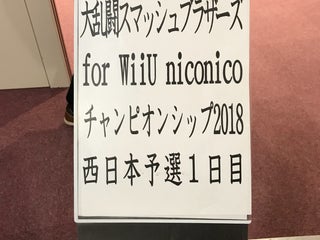 大乱闘スマッシュブラザーズ
for WiiU niconico
チャンピオンシップ2018
西日本予選1日目